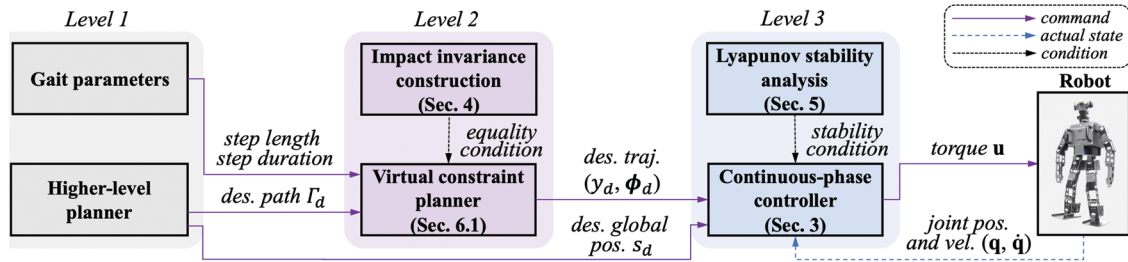 Level 1
Level 2
Level 3
command
actual state
condition
Gait parameters
Impact invariance
construction
(Sec. 4)
Lyapunov stability
analysis
(Sec. 5)
Robot
step length
step duration
equality
condition
des. traj.
(y_d, ϕ_d)
stability
condition
torque u
Higher-level
planner
des. path Γ_d
Virtual constraint
planner
(Sec. 6.1)
des. global
pos. s_d
Continuous-phase
controller
(Sec. 3)
joint pos.
and vel. (q, q̇)